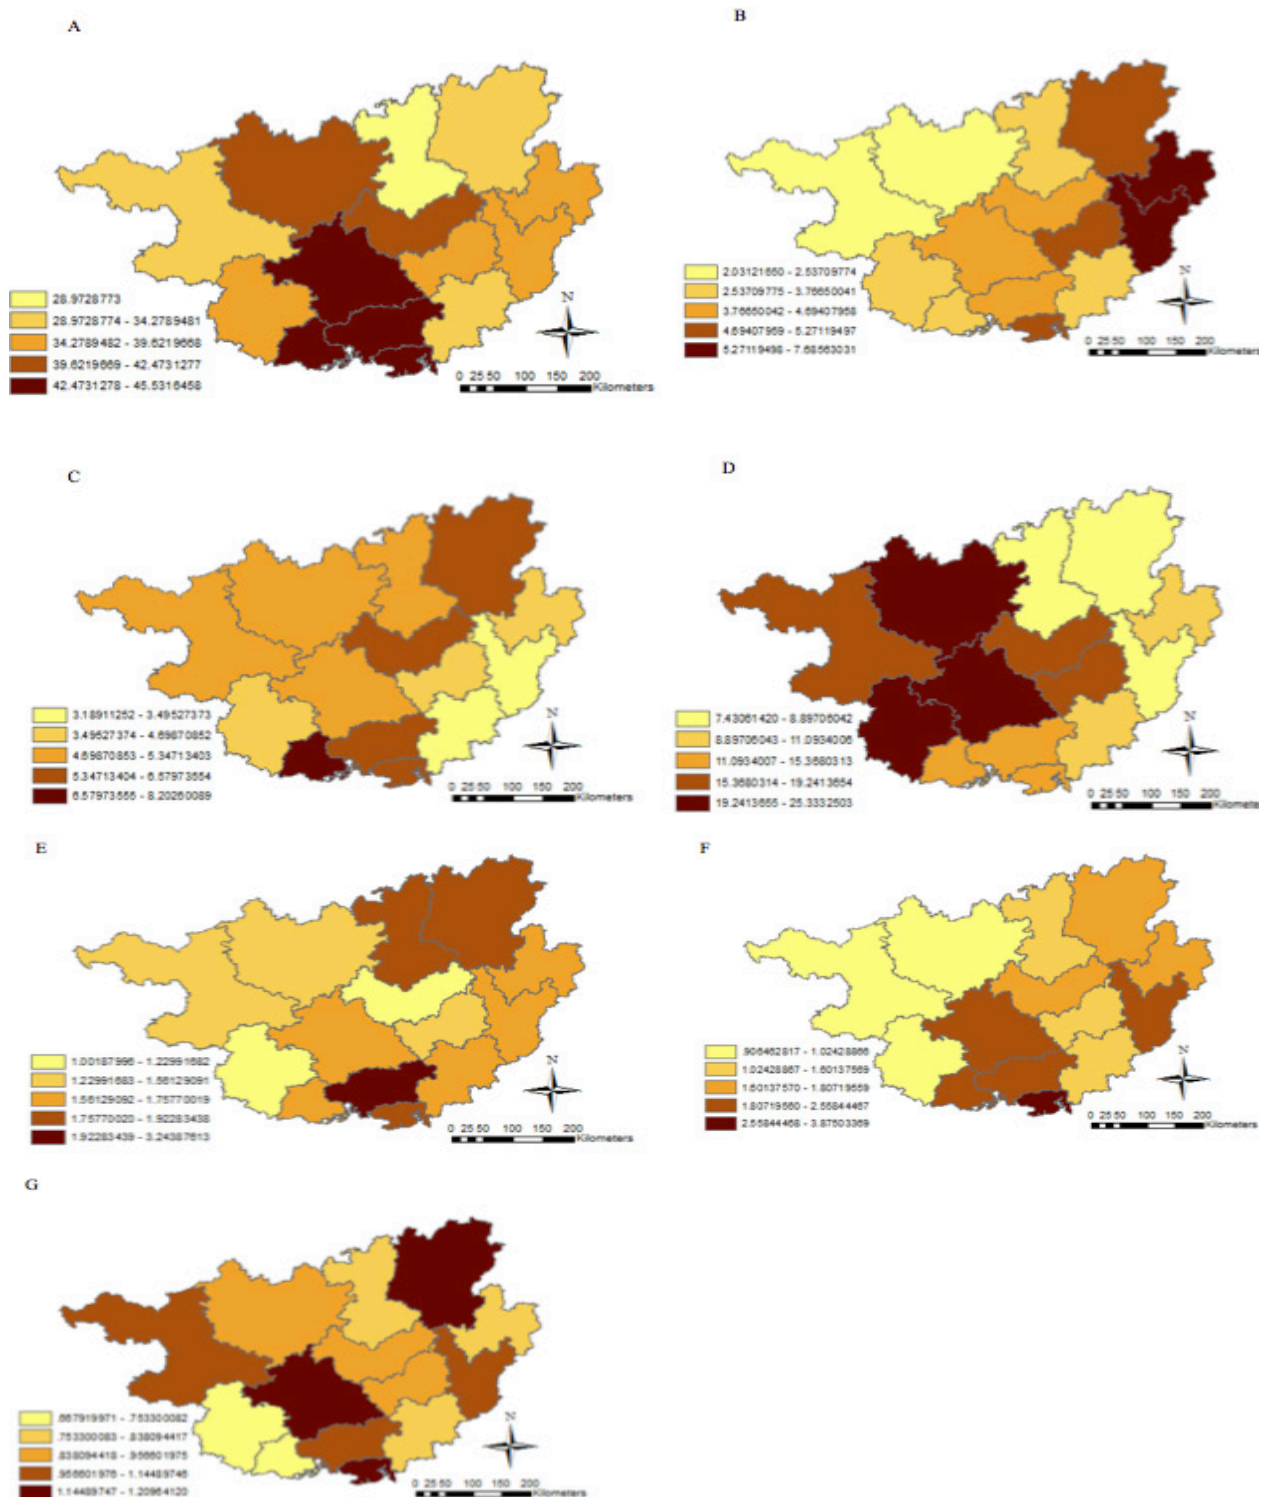 A
N
28.9728773
28.9728774 - 34.2789481
34.2789482 - 39.6219668
39.6219669 - 42.4731277
42.4731278 - 45.5316458
0 25 50 100 150 200
Kilometers
B
N
2.03121650 - 2.53709774
2.53709775 - 3.76650041
3.76650042 - 4.69407958
4.69407959 - 5.27119497
5.27119498 - 7.68563031
0 25 50 100 150 200
Kilometers
C
N
3.18911252 - 3.49527373
3.49527374 - 4.69870852
4.69870853 - 5.34713403
5.34713404 - 6.57973554
6.57973555 - 8.20260089
0 25 50 100 150 200
Kilometers
D
N
7.43061420 - 8.89706042
8.89706043 - 11.0934006
11.0934007 - 15.3680313
15.3680314 - 19.2413654
19.2413655 - 25.3332503
0 25 50 100 150 200
Kilometers
E
N
1.00187996 - 1.22991682
1.22991683 - 1.56129091
1.56129092 - 1.75770019
1.75770020 - 1.92283438
1.92283439 - 3.24387613
0 25 50 100 150 200
Kilometers
F
N
.906462817 - 1.02428866
1.02428867 - 1.60137569
1.60137570 - 1.80719559
1.80719560 - 2.55844467
2.55844468 - 3.87503369
0 25 50 100 150 200
Kilometers
G
N
.667919971 - .753300082
.753300083 - .838094417
.838094418 - .956601975
.956601976 - 1.14489746
1.14489747 - 1.20964120
0 25 50 100 150 200
Kilometers